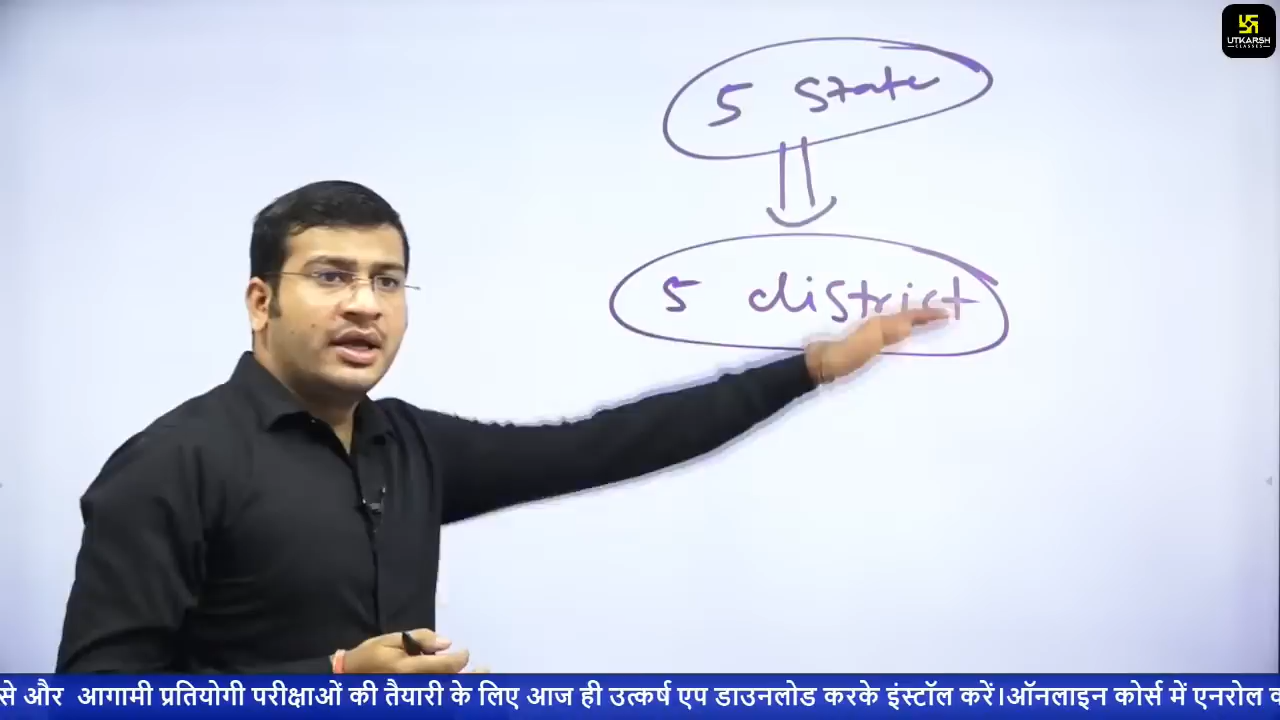 UTKARSH
CLASSES
5 state
5 district
से और आगामी प्रतियोगी परीक्षाओं की तैयारी के लिए आज ही उत्कर्ष एप डाउनलोड करके इंस्टॉल करें।ऑनलाइन कोर्स में एनरोल